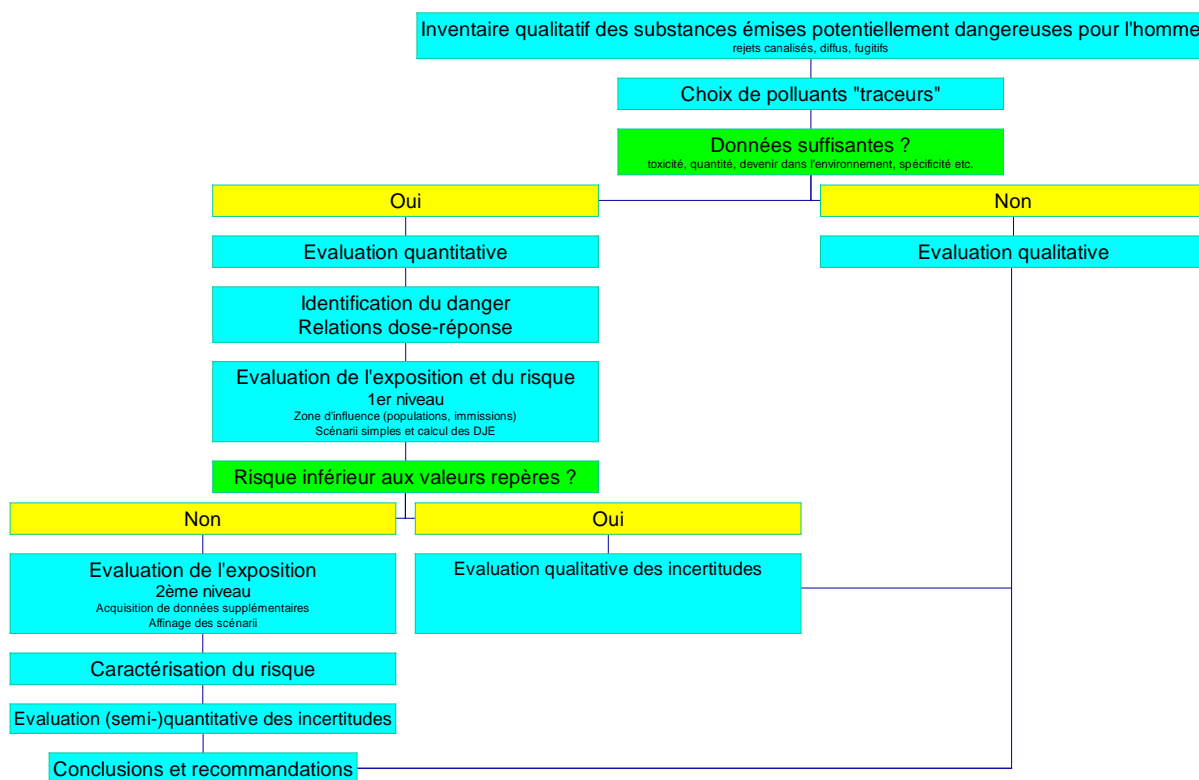 Inventaire qualitatif des substances émises potentiellement dangereuses pour l'homme
rejets canalisés, diffus, fugitifs
Choix de polluants "traceurs"
Données suffisantes ?
toxicité, quantité, devenir dans l'environnement, spécificité etc.
Oui
Non
Evaluation quantitative
Evaluation qualitative
Identification du danger
Relations dose-réponse
Evaluation de l'exposition et du risque
1er niveau
Zone d'influence (populations, immissions)
Scénarii simples et calcul des DJE
Risque inférieur aux valeurs repères ?
Non
Oui
Evaluation de l'exposition
2ème niveau
Acquisition de données supplémentaires
Affinage des scénarii
Evaluation qualitative des incertitudes
Caractérisation du risque
Evaluation (semi-)quantitative des incertitudes
Conclusions et recommandations